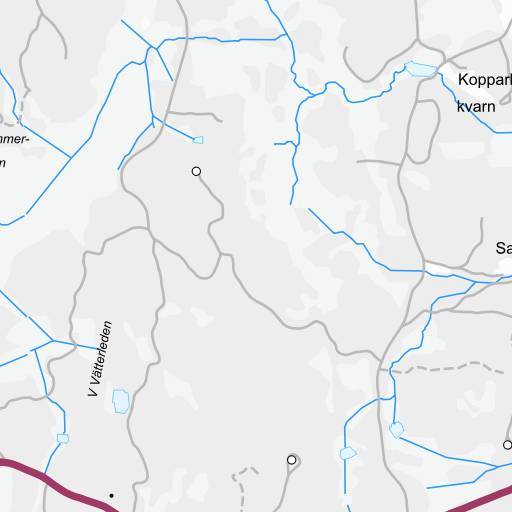 Kopparl
kvarn
mmer-
n
Sa
V Vätterleden